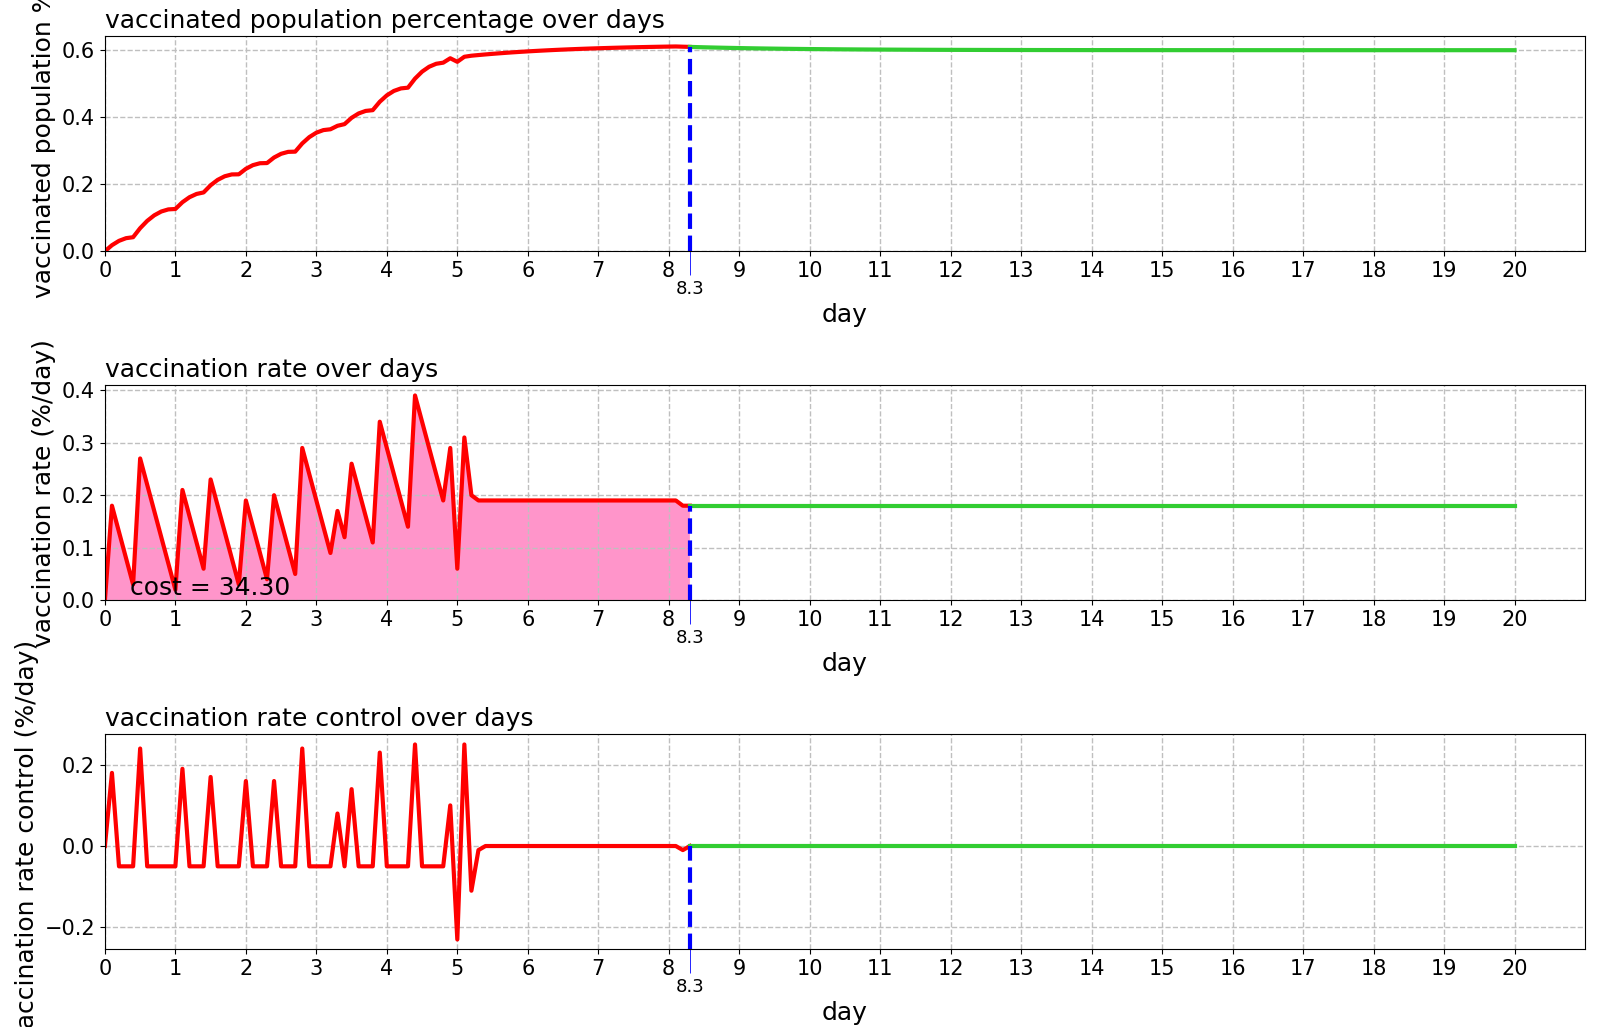 vaccinated population percentage over days
vaccinated population %
0.6
0.4
0.2
0.0
0 1 2 3 4 5 6 7 8 9 10 11 12 13 14 15 16 17 18 19 20
8.3
day
vaccination rate over days
vaccination rate (%/day)
0.4
0.3
0.2
0.1
0.0
cost = 34.30
0 1 2 3 4 5 6 7 8 9 10 11 12 13 14 15 16 17 18 19 20
8.3
day
vaccination rate control over days
accination rate control (%/day)
0.2
0.0
−0.2
0 1 2 3 4 5 6 7 8 9 10 11 12 13 14 15 16 17 18 19 20
8.3
day